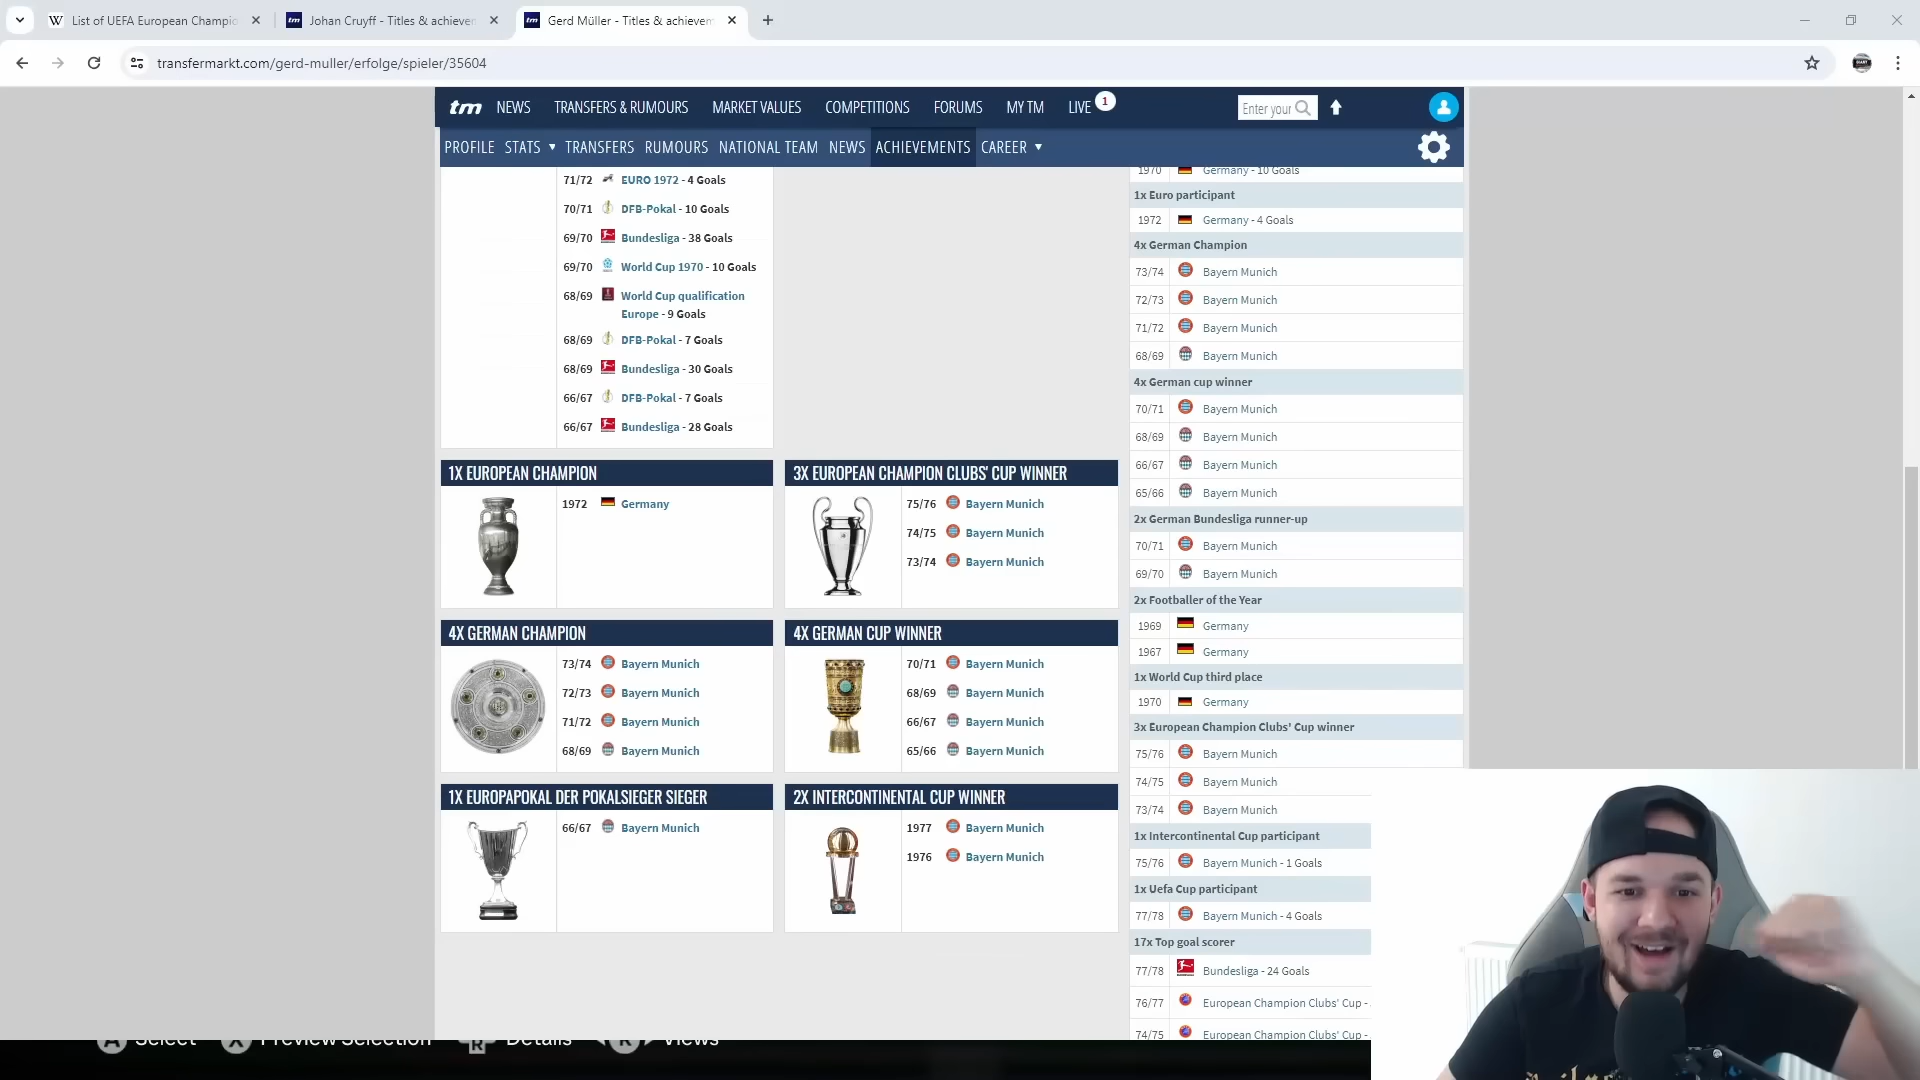 List of UEFA European Champio
Johan Cruyff - Titles & achieven
Gerd Müller - Titles & achievem
transfermarkt.com/gerd-muller/erfolge/spieler/35604
tm NEWS TRANSFERS & RUMOURS MARKET VALUES COMPETITIONS FORUMS MY TM LIVE 1 Enter your
PROFILE STATS TRANSFERS RUMOURS NATIONAL TEAM NEWS ACHIEVEMENTS CAREER
71/72 EURO 1972 - 4 Goals
70/71 DFB-Pokal - 10 Goals
69/70 Bundesliga - 38 Goals
69/70 World Cup 1970 - 10 Goals
68/69 World Cup qualification
Europe - 9 Goals
68/69 DFB-Pokal - 7 Goals
68/69 Bundesliga - 30 Goals
66/67 DFB-Pokal - 7 Goals
66/67 Bundesliga - 28 Goals
1X EUROPEAN CHAMPION
1972 Germany
3X EUROPEAN CHAMPION CLUBS' CUP WINNER
75/76 Bayern Munich
74/75 Bayern Munich
73/74 Bayern Munich
4X GERMAN CHAMPION
73/74 Bayern Munich
72/73 Bayern Munich
71/72 Bayern Munich
68/69 Bayern Munich
4X GERMAN CUP WINNER
70/71 Bayern Munich
68/69 Bayern Munich
66/67 Bayern Munich
65/66 Bayern Munich
1X EUROPAPOKAL DER POKALSIEGER SIEGER
66/67 Bayern Munich
2X INTERCONTINENTAL CUP WINNER
1977 Bayern Munich
1976 Bayern Munich
1970 Germany - 10 Goals
1x Euro participant
1972 Germany - 4 Goals
4x German Champion
73/74 Bayern Munich
72/73 Bayern Munich
71/72 Bayern Munich
68/69 Bayern Munich
4x German cup winner
70/71 Bayern Munich
68/69 Bayern Munich
66/67 Bayern Munich
65/66 Bayern Munich
2x German Bundesliga runner-up
70/71 Bayern Munich
69/70 Bayern Munich
2x Footballer of the Year
1969 Germany
1967 Germany
1x World Cup third place
1970 Germany
3x European Champion Clubs' Cup winner
75/76 Bayern Munich
74/75 Bayern Munich
73/74 Bayern Munich
1x Intercontinental Cup participant
75/76 Bayern Munich - 1 Goals
1x Uefa Cup participant
77/78 Bayern Munich - 4 Goals
17x Top goal scorer
77/78 Bundesliga - 24 Goals
76/77 European Champion Clubs' Cup -
74/75 European Champion Clubs' Cup -
A Select X Preview Selection R Details R Views